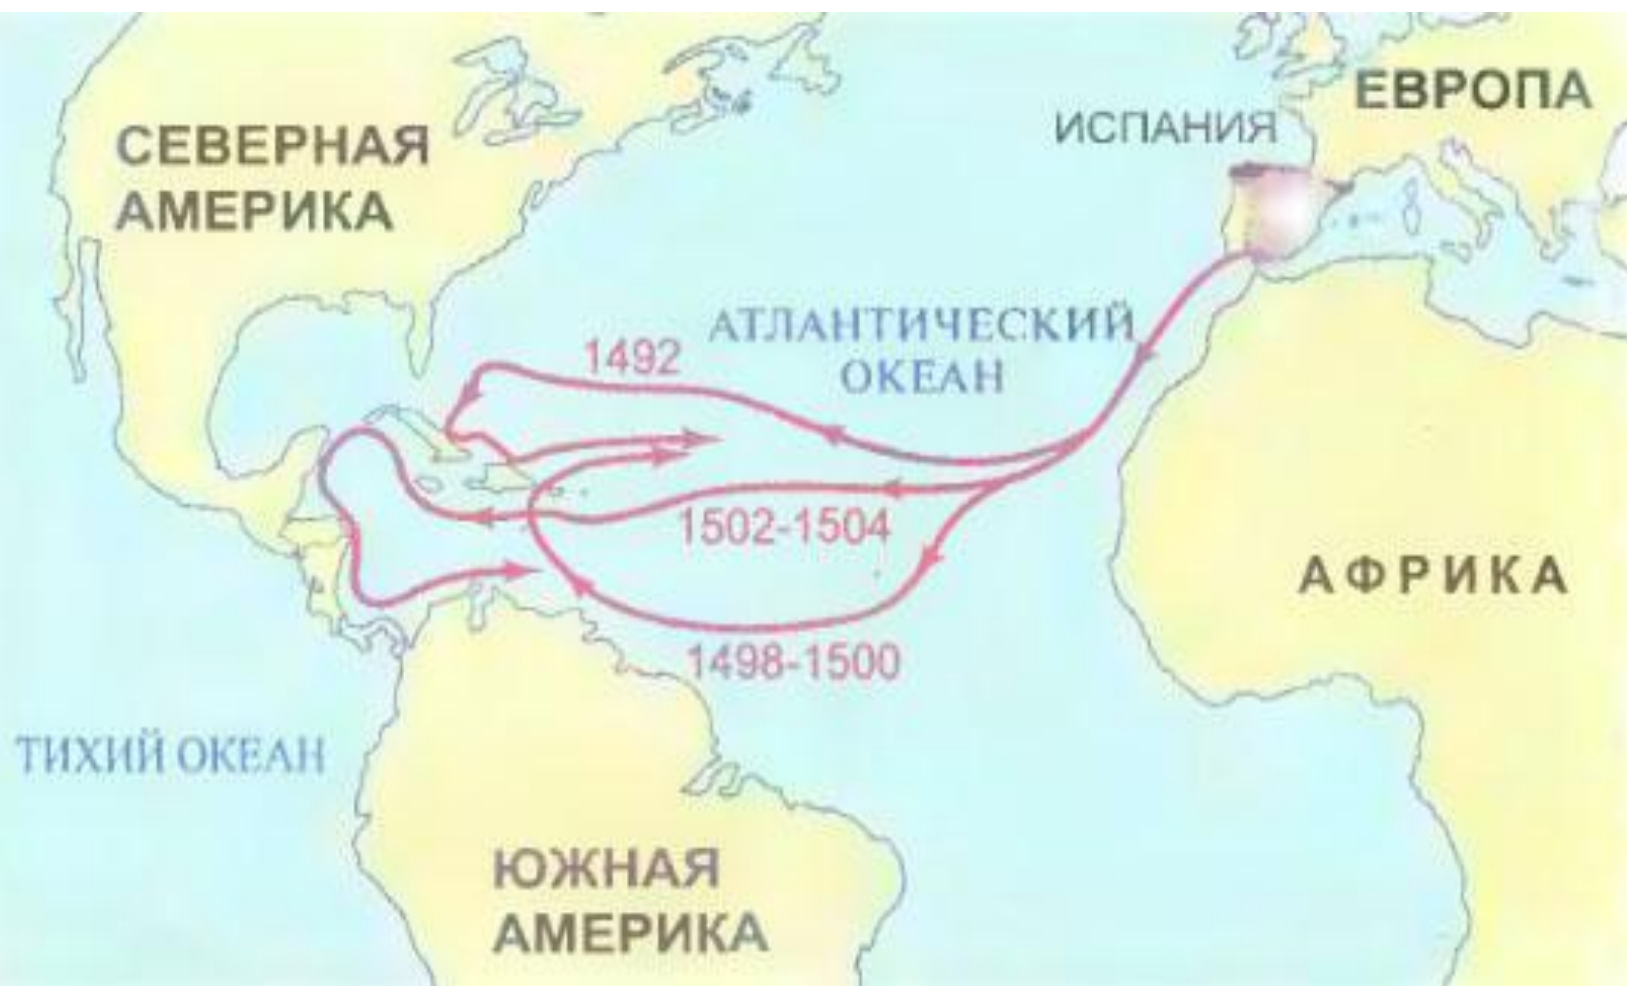 ЕВРОПА
ИСПАНИЯ
СЕВЕРНАЯ
АМЕРИКА
АТЛАНТИЧЕСКИЙ
ОКЕАН
1492
1502-1504
АФРИКА
1498-1500
ТИХИЙ ОКЕАН
ЮЖНАЯ
АМЕРИКА